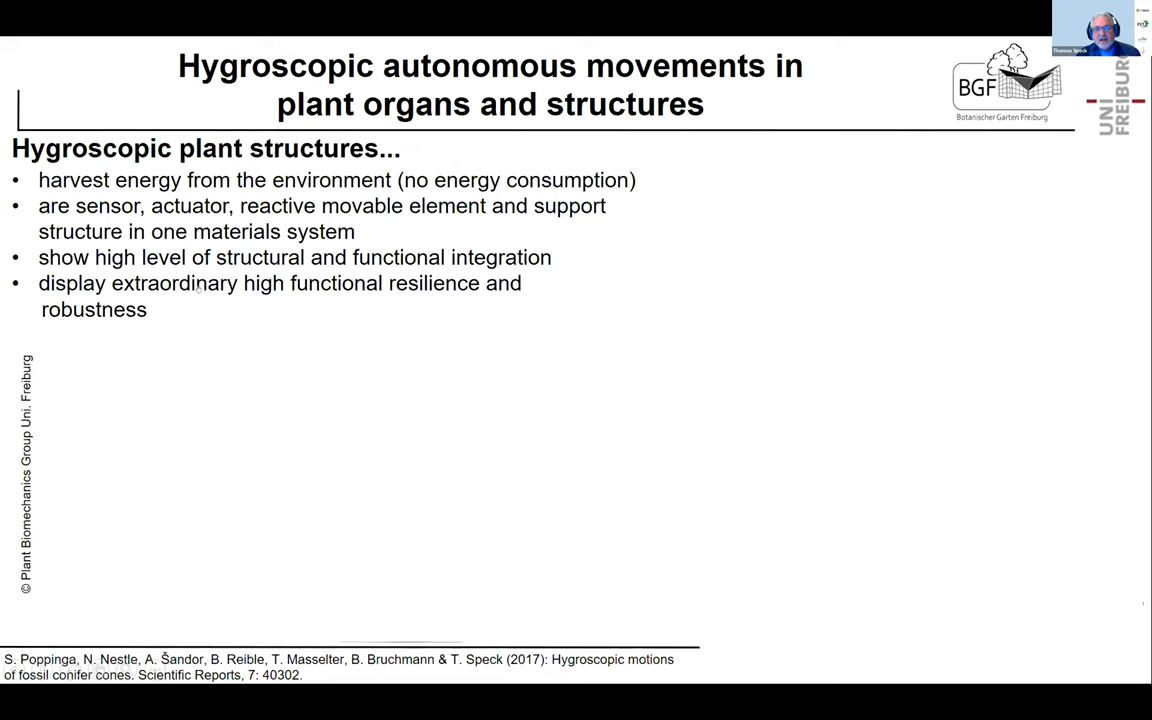 Hygroscopic autonomous movements in
plant organs and structures
Thomas Speck
BGF
Botanischer Garten Freiburg
UNI
FREIBURG
Hygroscopic plant structures...
• harvest energy from the environment (no energy consumption)
• are sensor, actuator, reactive movable element and support
structure in one materials system
• show high level of structural and functional integration
• display extraordinary high functional resilience and
robustness
© Plant Biomechanics Group Uni. Freiburg
S. Poppinga, N. Nestle, A. Šandor, B. Reible, T. Masselter, B. Bruchmann & T. Speck (2017): Hygroscopic motions
of fossil conifer cones. Scientific Reports, 7: 40302.